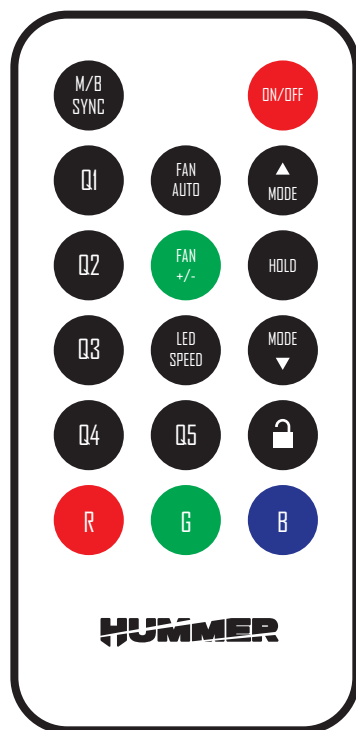 M/B
SYNC
ON/OFF
Q1
FAN
AUTO
▲
MODE
Q2
FAN
+/-
HOLD
Q3
LED
SPEED
MODE
▼
Q4
Q5
R
G
B
HUMMER